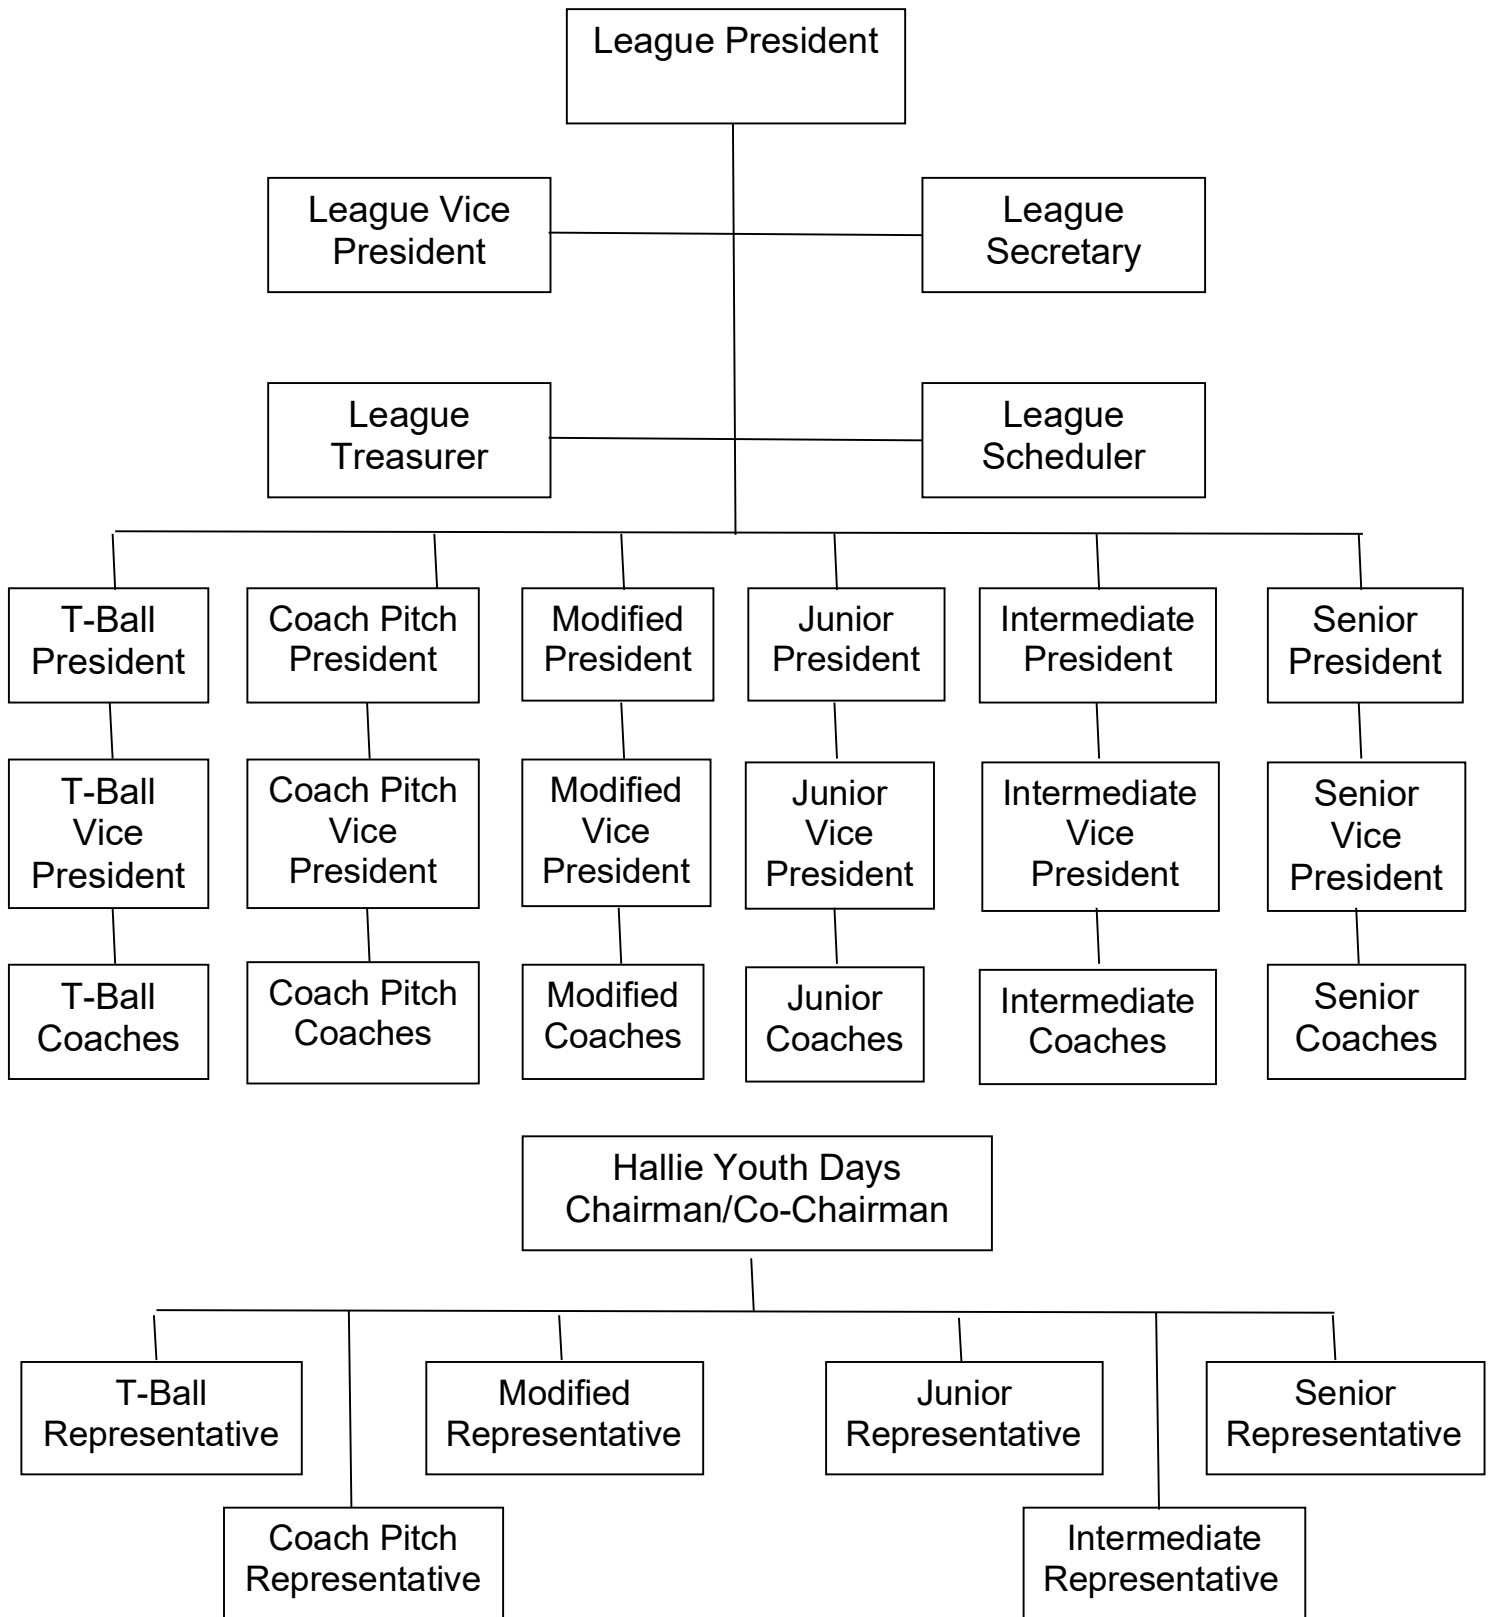 League President
League Vice
President
League
Secretary
League
Treasurer
League
Scheduler
T-Ball
President
Coach Pitch
President
Modified
President
Junior
President
Intermediate
President
Senior
President
T-Ball
Vice
President
Coach Pitch
Vice
President
Modified
Vice
President
Junior
Vice
President
Intermediate
Vice
President
Senior
Vice
President
T-Ball
Coaches
Coach Pitch
Coaches
Modified
Coaches
Junior
Coaches
Intermediate
Coaches
Senior
Coaches
Hallie Youth Days
Chairman/Co-Chairman
T-Ball
Representative
Modified
Representative
Junior
Representative
Senior
Representative
Coach Pitch
Representative
Intermediate
Representative